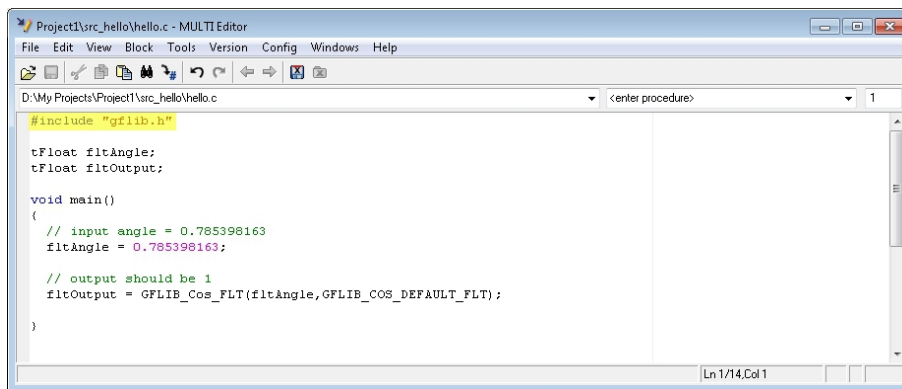 Project1\src_hello\hello.c - MULTI Editor
File Edit View Block Tools Version Config Windows Help
D:\My Projects\Project1\src_hello\hello.c <enter procedure> 1
#include "gflib.h"
tFloat fltAngle;
tFloat fltOutput;
void main()
{
// input angle = 0.785398163
fltAngle = 0.785398163;
// output should be 1
fltOutput = GFLIB_Cos_FLT(fltAngle,GFLIB_COS_DEFAULT_FLT);
}
Ln 1/14,Col 1